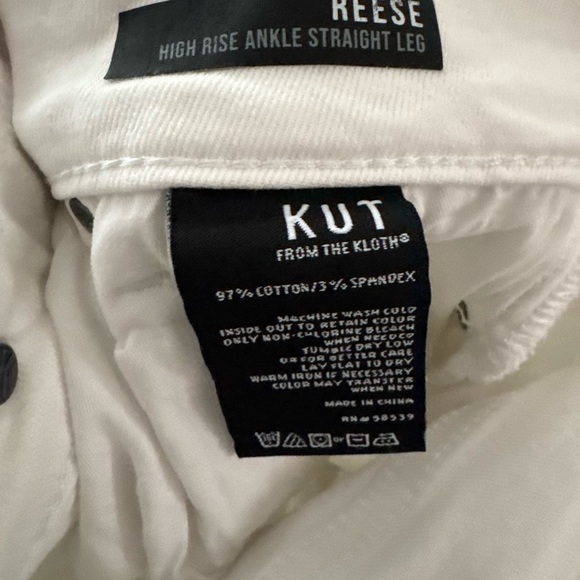 REESE
HIGH RISE ANKLE STRAIGHT LEG
KUT
FROM THE KLOTH®
97% COTTON/3% SPANDEX
MACHINE WASH COLD
INSIDE OUT TO RETAIN COLOR
ONLY NON-CHLORINE BLEACH
WHEN NEEDED
TUMBLE DRY LOW
OR FOR BETTER CARE
LAY FLAT TO DRY
WARM IRON IF NECESSARY
COLOR MAY TRANSFER
WHEN NEW
MADE IN CHINA
RN# 58539
OR